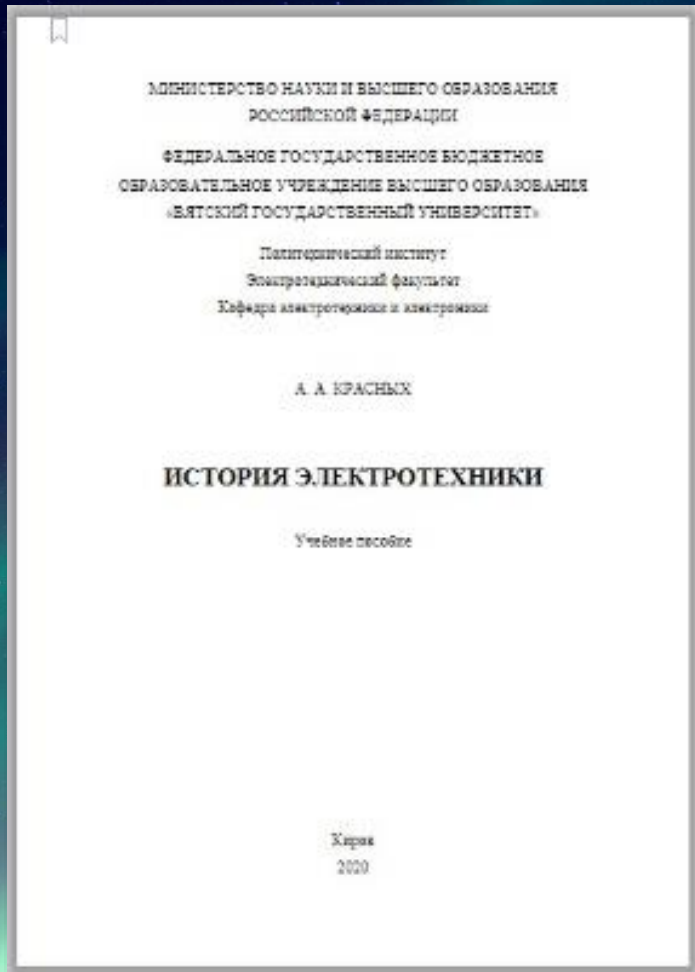 МИНИСТЕРСТВО НАУКИ И ВЫСШЕГО ОБРАЗОВАНИЯ
РОССИЙСКОЙ ФЕДЕРАЦИИ
ФЕДЕРАЛЬНОЕ ГОСУДАРСТВЕННОЕ БЮДЖЕТНОЕ
ОБРАЗОВАТЕЛЬНОЕ УЧРЕЖДЕНИЕ ВЫСШЕГО ОБРАЗОВАНИЯ
«ВЯТСКИЙ ГОСУДАРСТВЕННЫЙ УНИВЕРСИТЕТ»
Политехнический институт
Электротехнический факультет
Кафедра электротехники и электроники
А. А. КРАСНЫХ
ИСТОРИЯ ЭЛЕКТРОТЕХНИКИ
Учебное пособие
Киров
2020